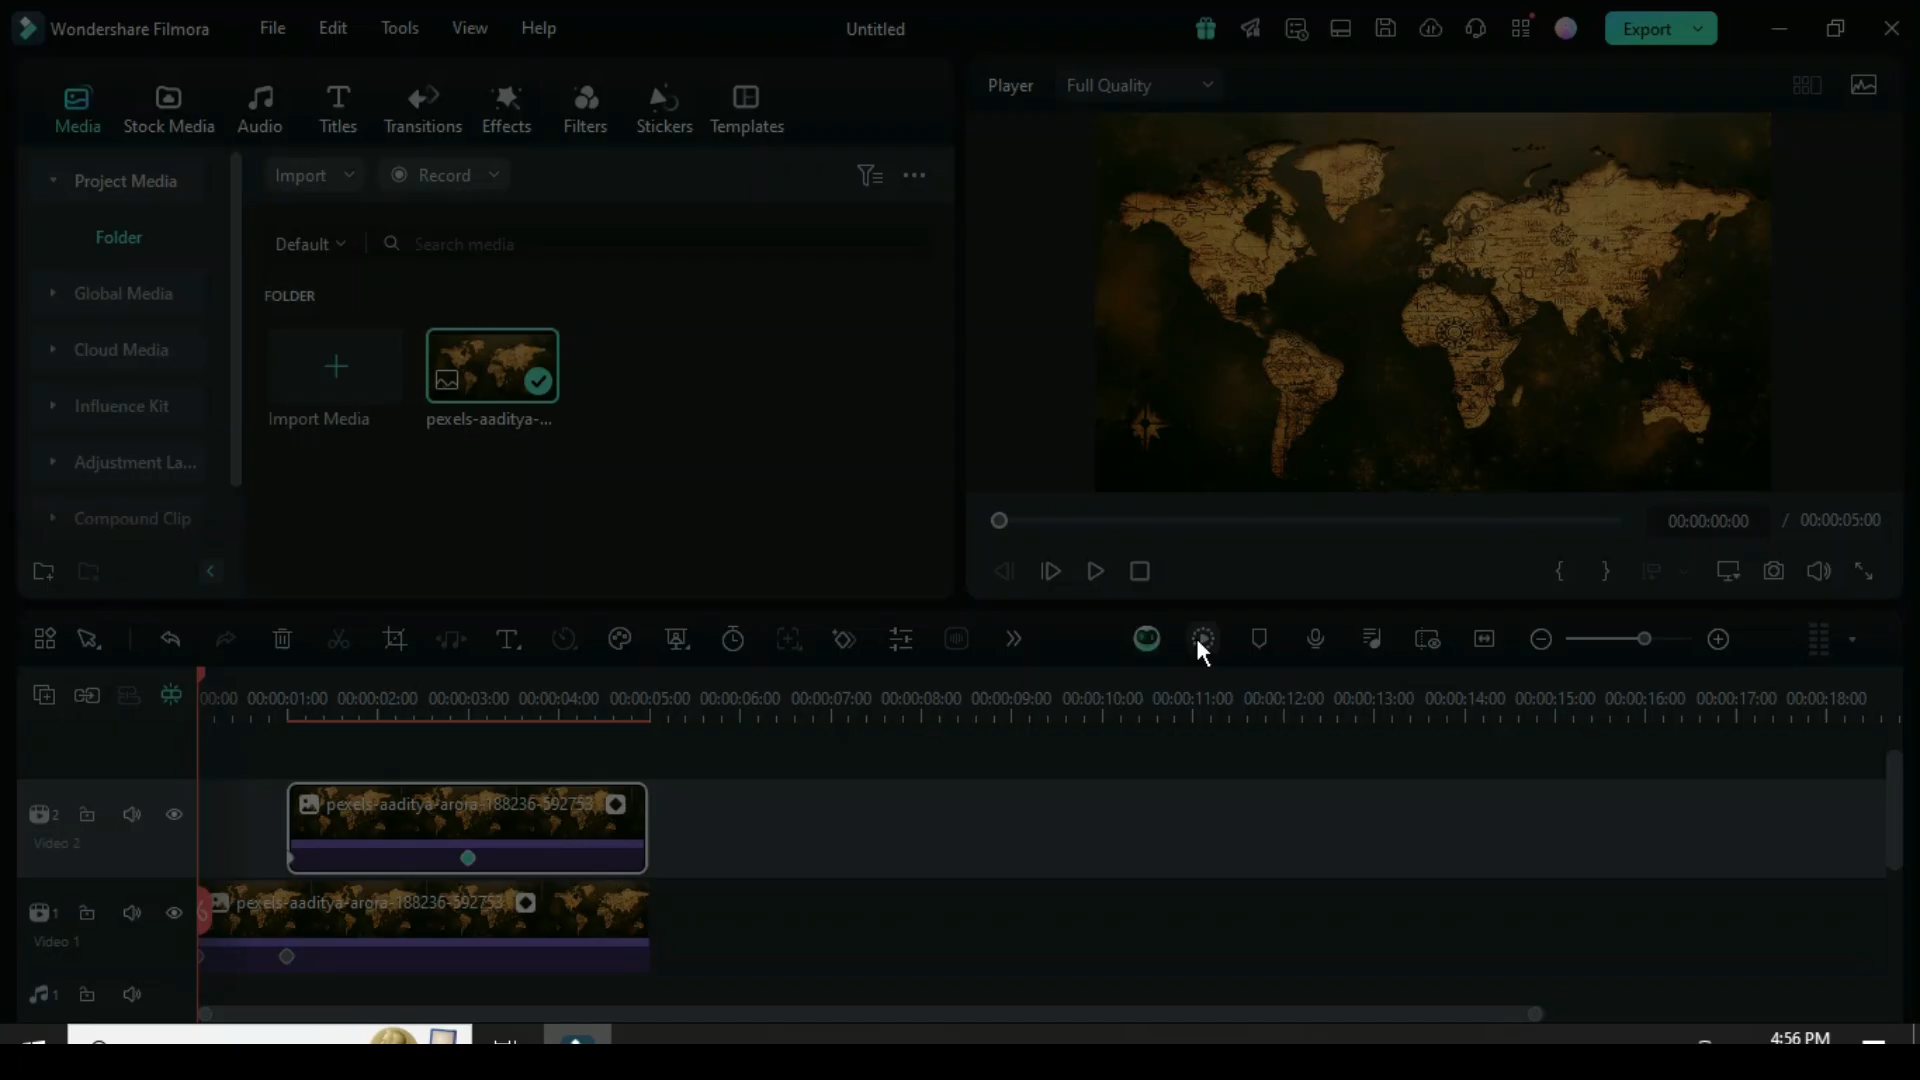 Wondershare Filmora
File Edit Tools View Help
Untitled
Export
Media
Stock Media
Audio
Titles
Transitions
Effects
Filters
Stickers
Templates
Player
Full Quality
Project Media
Folder
Global Media
Cloud Media
Influence Kit
Adjustment La...
Compound Clip
Import
Record
Default
Search media
FOLDER
Import Media
pexels-aaditya-...
00:00:00:00 / 00:00:05:00
00:00 00:00:01:00 00:00:02:00 00:00:03:00 00:00:04:00 00:00:05:00 00:00:06:00 00:00:07:00 00:00:08:00 00:00:09:00 00:00:10:00 00:00:11:00 00:00:12:00 00:00:13:00 00:00:14:00 00:00:15:00 00:00:16:00 00:00:17:00 00:00:18:00
pexels-aaditya-arora-188236-592753
2
Video 2
pexels-aaditya-arora-188236-592753
1
Video 1
1
4:56 PM